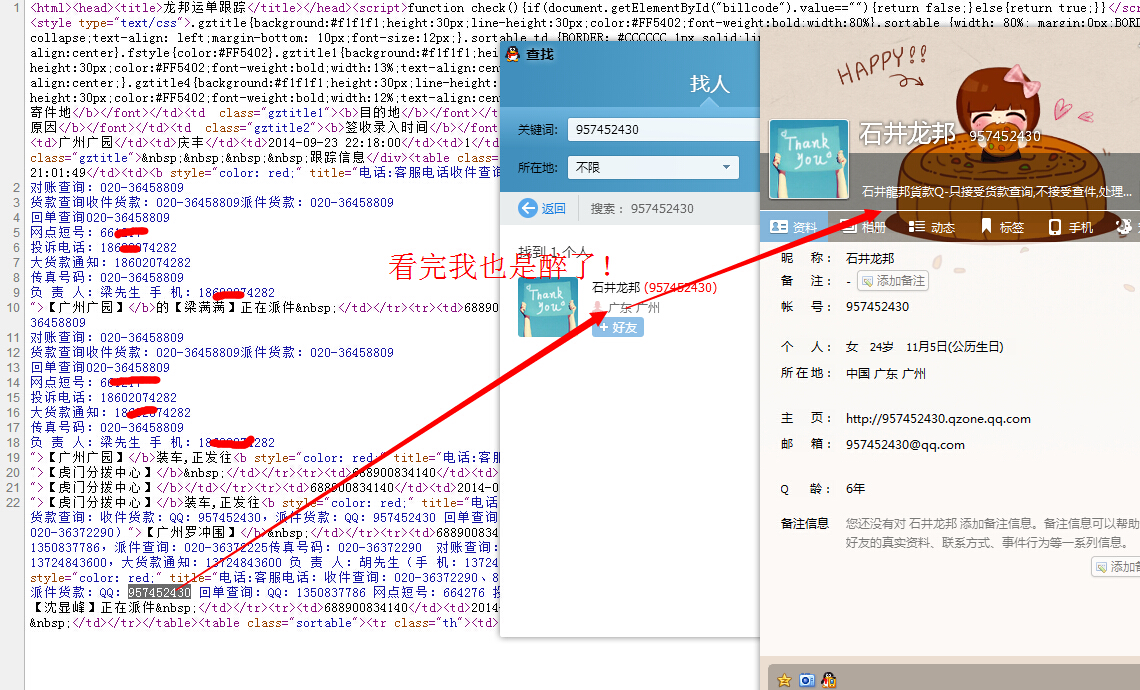 1 <html><head><title>龙邦运单跟踪</title></head><script>function check(){if(document.getElementById("billcode").value==""){return false;}else{return true;}}</scr
<style type="text/css">.gztitle{background:#f1f1f1;height:30px;line-height:30px;color:#FF5402;font-weight:bold;width:80%}.sortable {width: 80%; margin:0px;BOR
collapse;text-align: left;margin-bottom: 10px;font-size:12px;}.sortable td {BORDER: #CCCCCC 1px solid;lin
align:center}.fstyle{color:#FF5402}.gztitle1{background:#f1f1f1;hei
height:30px;color:#FF5402;font-weight:bold;width:13%;text-align:cen
align:center;}.gztitle4{background:#f1f1f1;height:30px;line-height:
height:30px;color:#FF5402;font-weight:bold;width:12%;text-align:cen
寄件地</b></font></td><td  class="gztitle1"><b>目的地</b></font></t
原因</b></font></td><td  class="gztitle2"><b>签收录入时间</b></font
<td>广州广园</td><td>庆丰</td><td>2014-09-23 22:18:00</td><td>1</td
class="gztitle">&nbsp;&nbsp;&nbsp;跟踪信息</div><table class=
21:01:49</td><td><b style="color: red;" title="电话:客服电话收件查询:
2 对账查询: 020-36458809
3 货款查询收件货款: 020-36458809派件货款: 020-36458809
4 回单查询020-36458809
5 网点短号: 66
6 投诉电话: 18602074282
7 大货款通知: 18602074282
8 传真号码: 020-36458809
9 负 责 人: 梁先生 手 机: 18
282
10 ">【广州广园】</b>的【梁满满】正在派件&nbsp;</td></tr><tr><td>6889
36458809
11 对账查询: 020-36458809
12 货款查询收件货款: 020-36458809派件货款: 020-36458809
13 回单查询020-36458809
14 网点短号: 66
15 投诉电话: 18602074282
16 大货款通知: 18602074282
17 传真号码: 020-36458809
18 负 责 人: 梁先生 手 机: 18
282
19 ">【广州广园】</b>装车,正发往<b style="color: red;" title="电话:客服
20 ">【虎门分拨中心】</b>&nbsp;</td></tr><tr><td>688900834140</td><td>
21 ">【虎门分拨中心】</b></td></tr><tr><td>688900834140</td><td>2014-0
22 ">【虎门分拨中心】</b>装车,正发往<b style="color: red;" title="电话
货款查询: 收件货款: QQ: 957452430, 派件货款: QQ: 957452430 回单查询
020-36372290) ">【广州罗冲围】</b>&nbsp;</td></tr><tr><td>68890083
1350837786, 派件查询: 020-36372225传真号码: 020-36372290  对账查询:
13724843600, 大货款通知: 13724843600 负 责 人: 胡先生（手 机: 1372
style="color: red;" title="电话:客服电话: 收件查询: 020-36372290、8
派件货款: QQ: 957452430 回单查询: QQ: 1350837786 网点短号: 664276 投
【沈显峰】正在派件&nbsp;</td></tr><tr><td>688900834140</td><td>2014
&nbsp;</td></tr></table><table class="sortable"><tr class="th"><td>
查找
找人
关键词: 957452430
所在地: 不限
返回 搜索: 957452430
找到 1 个人
看完我也是醉了!
Thank you
石井龙邦 (957452430)
广东 广州
+ 好友
HAPPY!!
Thank you
石井龙邦 957452430
石井龍邦貨款Q-只接受货款查询,不接受查件,处理...
资料 相册 动态 标签 手机
昵 称: 石井龙邦
备 注: - 添加备注
帐 号: 957452430
个 人: 女 24岁 11月5日(公历生日)
所在地: 中国 广东 广州
主 页: http://957452430.qzone.qq.com
邮 箱: 957452430@qq.com
Q 龄: 6年
备注信息 您还没有对 石井龙邦 添加备注信息。备注信息可以帮助
好友的真实资料、联系方式、事件行为等一系列信息。
添加备